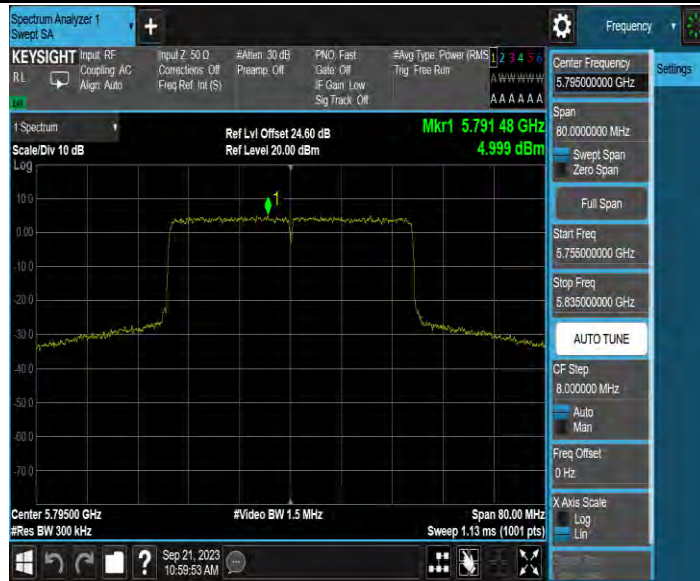 Spectrum Analyzer 1
Swept SA
+
Frequency
KEYSIGHT
RL
Input: RF
Coupling: AC
Align: Auto
Input Z: 50 Ω
Corrections: Off
Freq Ref: Int (S)
#Atten: 30 dB
Preamp: Off
PNO: Fast
Gate: Off
IF Gain: Low
Sig Track: Off
#Avg Type: Power (RMS
Trig: Free Run
1 2 3 4 5 6
A W W W W W
A A A A A A
Center Frequency
5.795000000 GHz
Settings
Span
80.0000000 MHz
Swept Span
Zero Span
Full Span
Start Freq
5.755000000 GHz
Stop Freq
5.835000000 GHz
AUTO TUNE
CF Step
8.000000 MHz
Auto
Man
Freq Offset
0 Hz
X Axis Scale
Log
Lin
1 Spectrum
Scale/Div 10 dB
Log
Ref Lvl Offset 24.60 dB
Ref Level 20.00 dBm
Mkr1 5.791 48 GHz
4.999 dBm
1
10.0
0.00
-10.0
-20.0
-30.0
-40.0
-50.0
-60.0
-70.0
Center 5.79500 GHz
#Res BW 300 kHz
#Video BW 1.5 MHz
Span 80.00 MHz
Sweep 1.13 ms (1001 pts)
?
Sep 21, 2023
10:59:53 AM